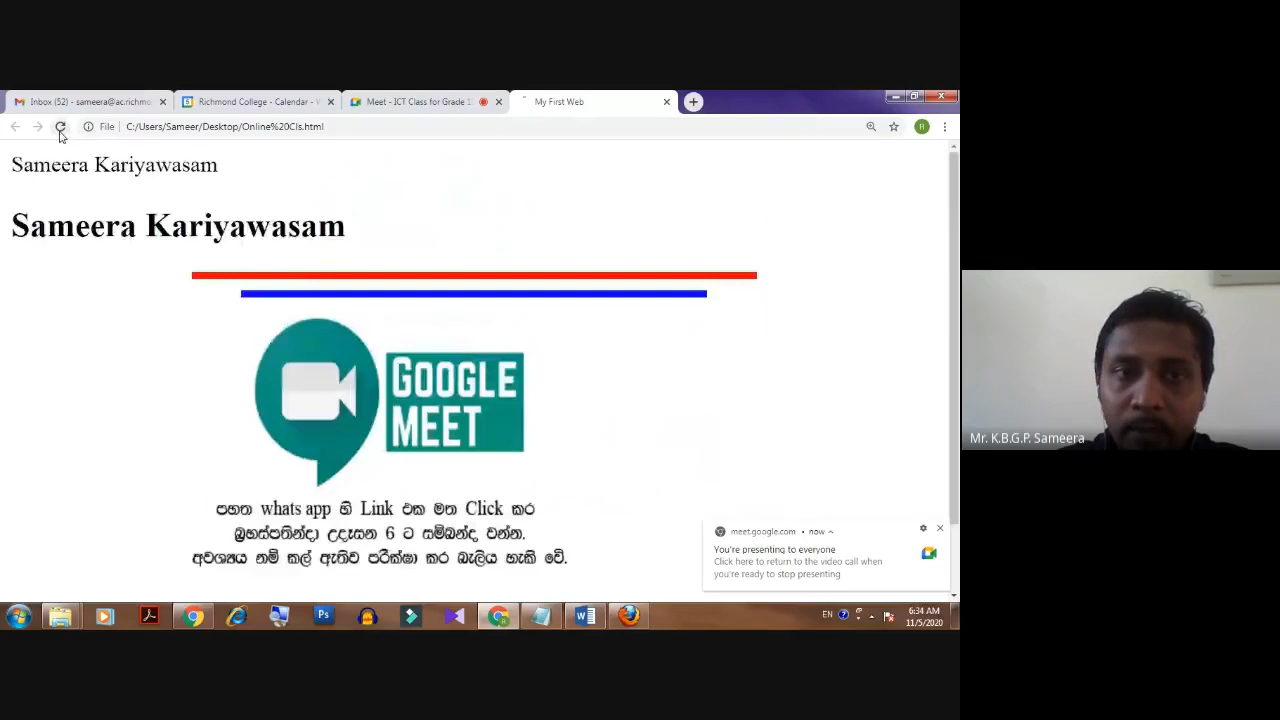 Inbox (52) - sameera@ac.richmo
Richmond College - Calendar - W
Meet - ICT Class for Grade 1
My First Web
File
C:/Users/Sameer/Desktop/Online%20Cls.html
Sameera Kariyawasam
Sameera Kariyawasam
GOOGLE
MEET
පහත whats app හි Link එක මත Click කර
බ්‍රහස්පතින්දා උදෑසන 6 ට සම්බන්ද වන්න.
අවශ්‍යය නම් කල් ඇතිව පරීක්ෂා කර බැලිය හැකි වේ.
meet.google.com • now
You're presenting to everyone
Click here to return to the video call when
you're ready to stop presenting
Mr. K.B.G.P. Sameera
Ps
EN
6:34 AM
11/5/2020